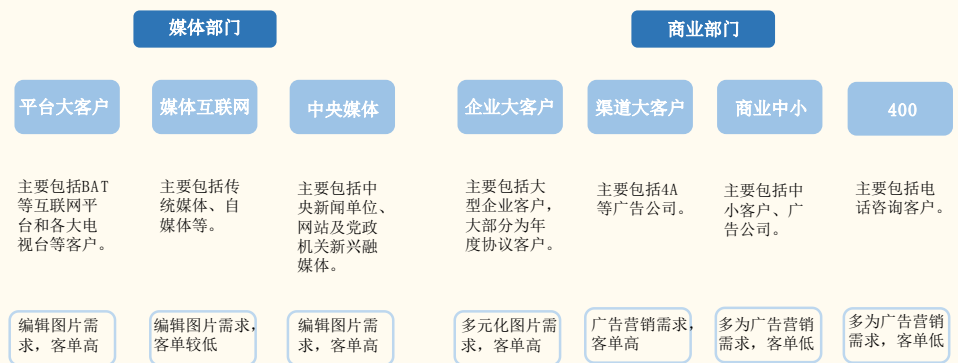 媒体部门
商业部门
平台大客户
媒体互联网
中央媒体
企业大客户
渠道大客户
商业中小
400
主要包括BAT
等互联网平
台和各大电
视台等客户。
主要包括传
统媒体、自
媒体等。
主要包括中
央新闻单位、
网站及党政
机关新兴融
媒体。
主要包括大
型企业客户，
大部分为年
度协议客户。
主要包括4A
等广告公司。
主要包括中
小客户、广
告公司。
主要包括电
话咨询客户。
编辑图片需
求，客单高
编辑图片需求，
客单较低
编辑图片需
求，客单高
多元化图片需
求，客单高
广告营销需求，
客单高
多为广告营销
需求，客单低
多为广告营销
需求，客单低